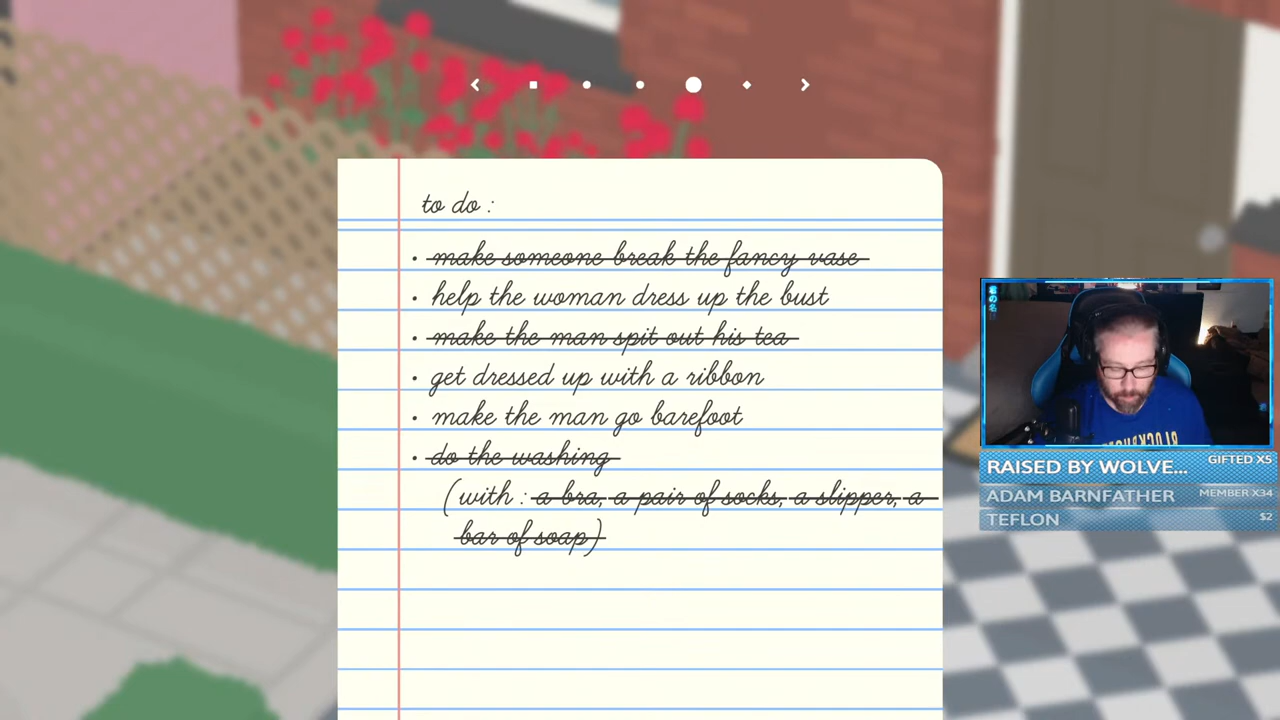 to do :
• make someone break the fancy vase
• help the woman dress up the bust
• make the man spit out his tea
• get dressed up with a ribbon
• make the man go barefoot
• do the washing
(with : a bra, a pair of socks, a slipper, a
bar of soap)
RAISED BY WOLVE... GIFTED X5
ADAM BARNFATHER MEMBER X34
TEFLON $2